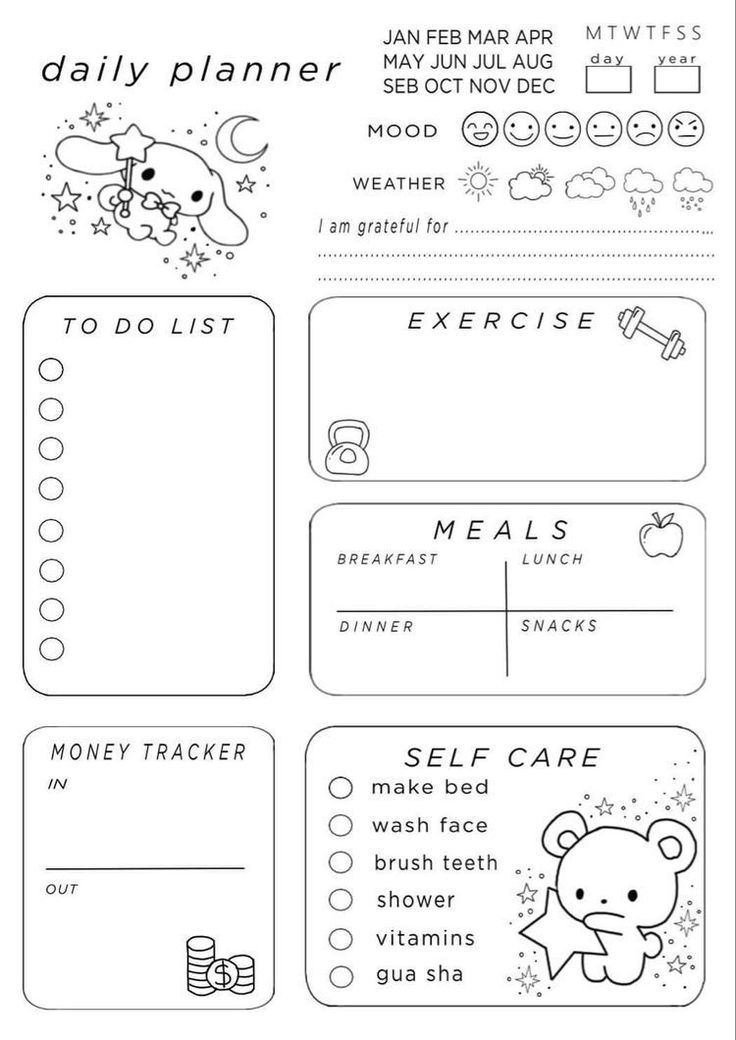 daily planner
JAN FEB MAR APR
MAY JUN JUL AUG
SEB OCT NOV DEC
M T W T F S S
day year
MOOD
WEATHER
I am grateful for
TO DO LIST
EXERCISE
MEALS
BREAKFAST LUNCH
DINNER SNACKS
MONEY TRACKER
IN
OUT
$
SELF CARE
make bed
wash face
brush teeth
shower
vitamins
gua sha